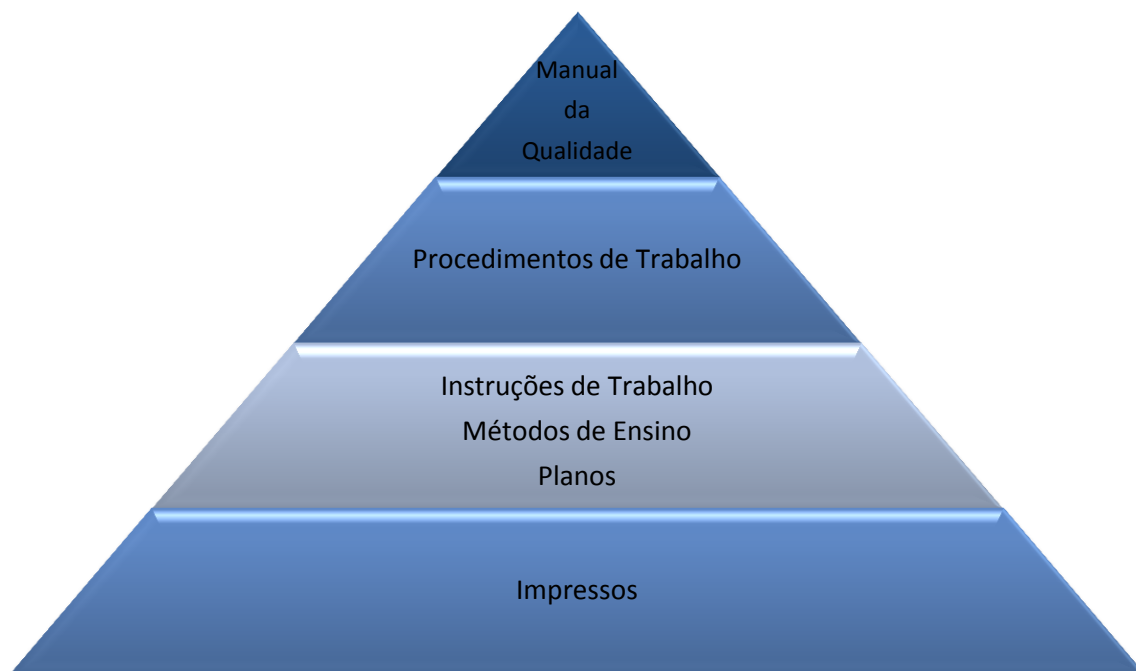 Manual
da
Qualidade
Procedimentos de Trabalho
Instruções de Trabalho
Métodos de Ensino
Planos
Impressos